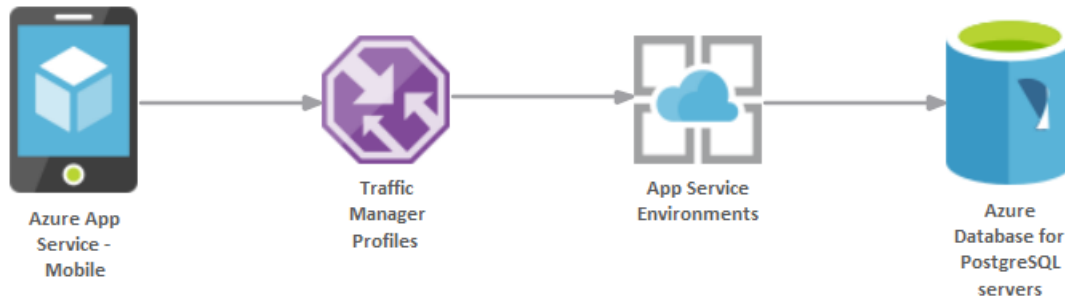 Azure App
Service -
Mobile
Traffic
Manager
Profiles
App Service
Environments
Azure
Database for
PostgreSQL
servers